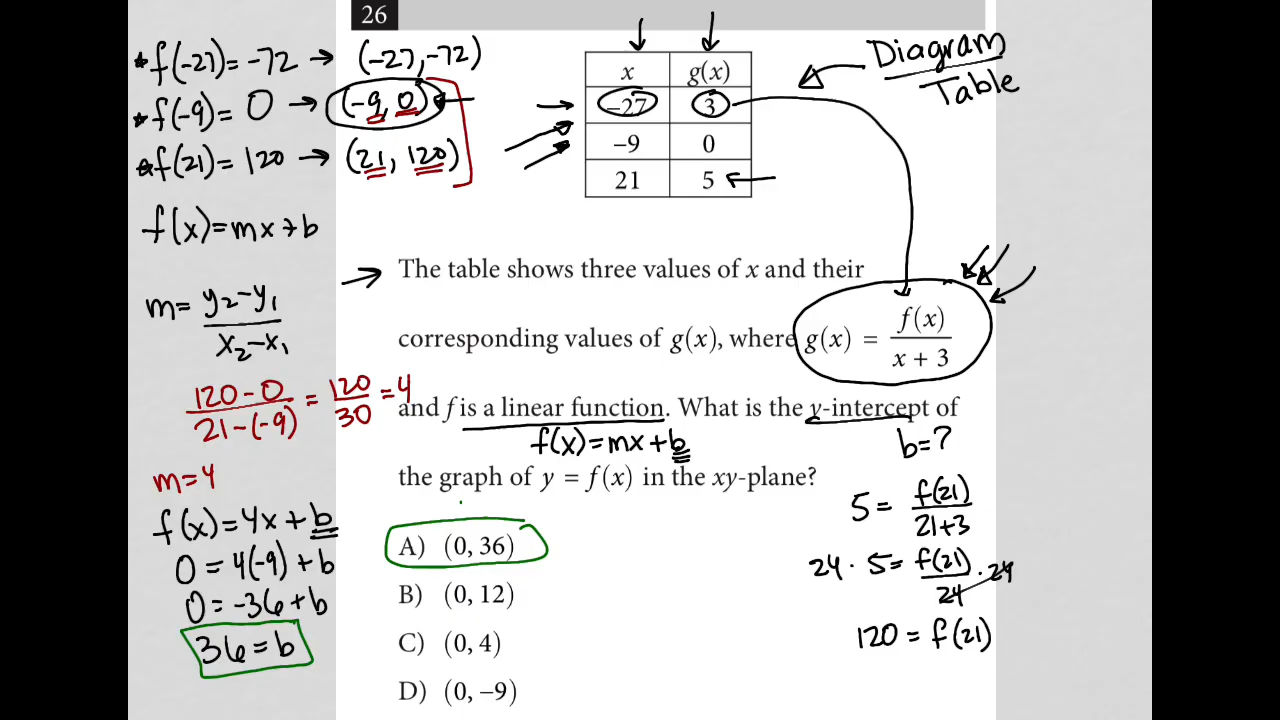 26
*f(-27) = -72 → (-27, -72)
*f(-9) = 0 → (-9, 0)
*f(21) = 120 → (21, 120)
f(x) = mx + b
m = y₂ - y₁ / x₂ - x₁
120 - 0 / 21 - (-9) = 120 / 30 = 4
m = 4
f(x) = 4x + b
0 = 4(-9) + b
0 = -36 + b
36 = b
x g(x)
-27 3
-9 0
21 5
Diagram
Table
The table shows three values of x and their
corresponding values of g(x), where g(x) = f(x) / x + 3
and f is a linear function. What is the y-intercept of
f(x) = mx + b
b = ?
the graph of y = f(x) in the xy-plane?
A) (0, 36)
B) (0, 12)
C) (0, 4)
D) (0, –9)
5 = f(21) / 21+3
24 · 5 = f(21) / 24 · 24
120 = f(21)